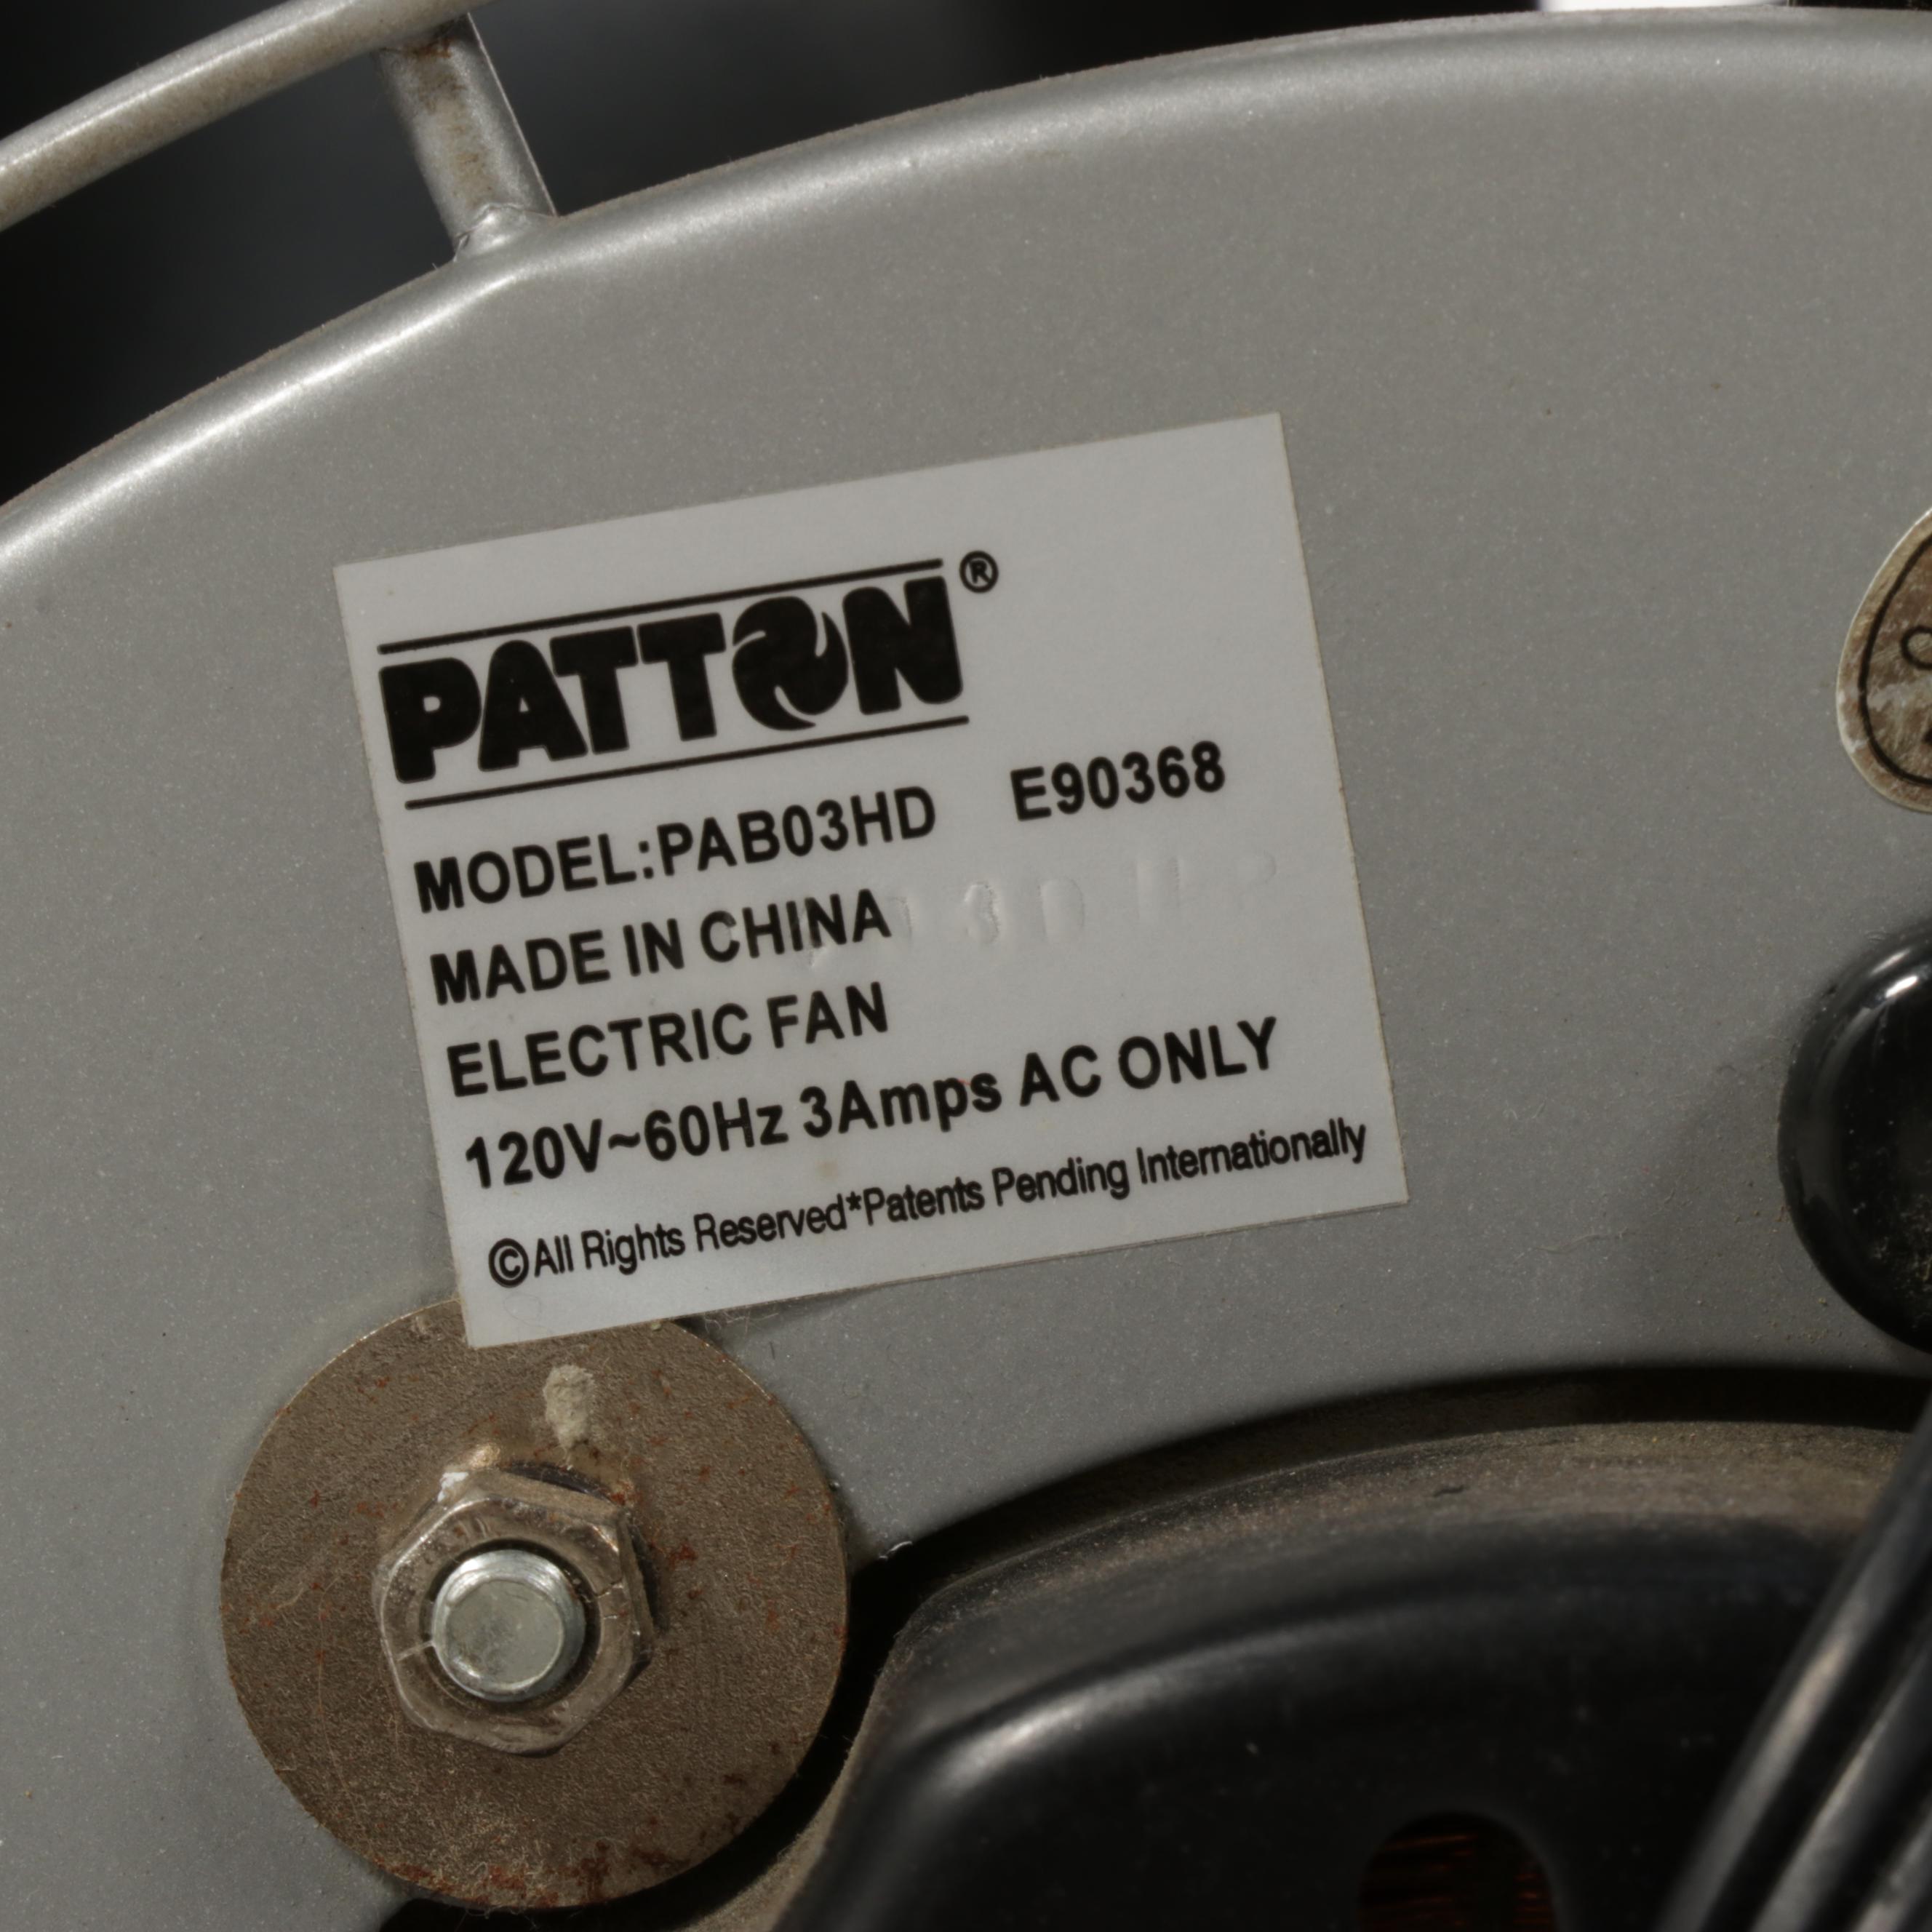 PATTON®
MODEL:PAB03HD E90368
MADE IN CHINA
ELECTRIC FAN
120V~60Hz 3Amps AC ONLY
©All Rights Reserved*Patents Pending Internationally